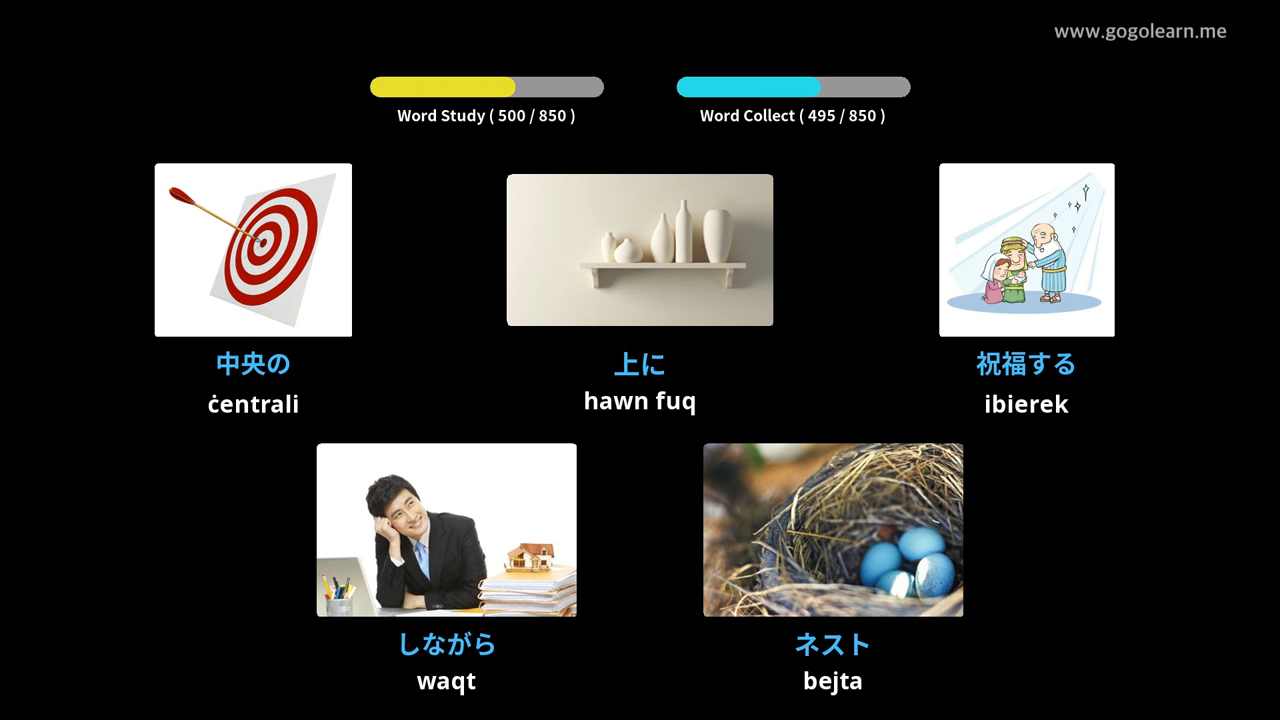 www.gogolearn.me
Word Study ( 500 / 850 )
Word Collect ( 495 / 850 )
中央の
ċentrali
上に
hawn fuq
祝福する
ibierek
しながら
waqt
ネスト
bejta